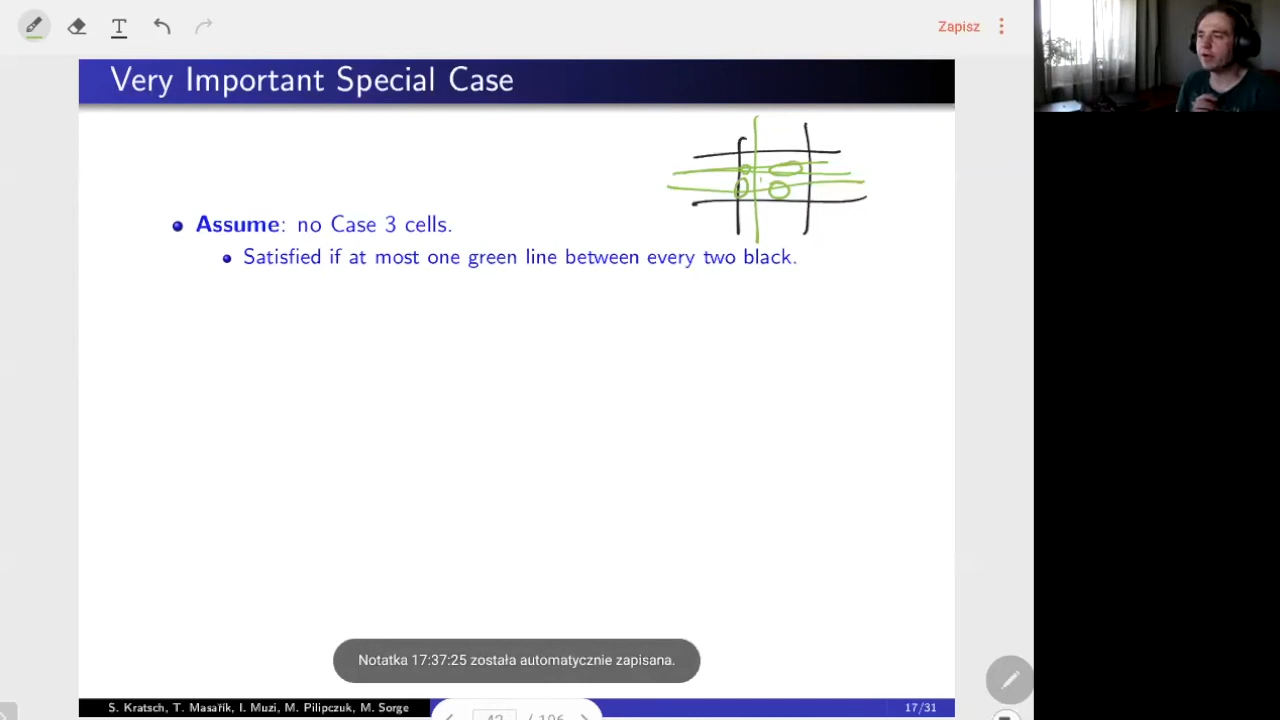 T
Zapisz
Very Important Special Case
Assume: no Case 3 cells.
Satisfied if at most one green line between every two black.
Notatka 17:37:25 została automatycznie zapisana.
S. Kratsch, T. Masařík, I. Muzi, M. Pilipczuk, M. Sorge
17/31